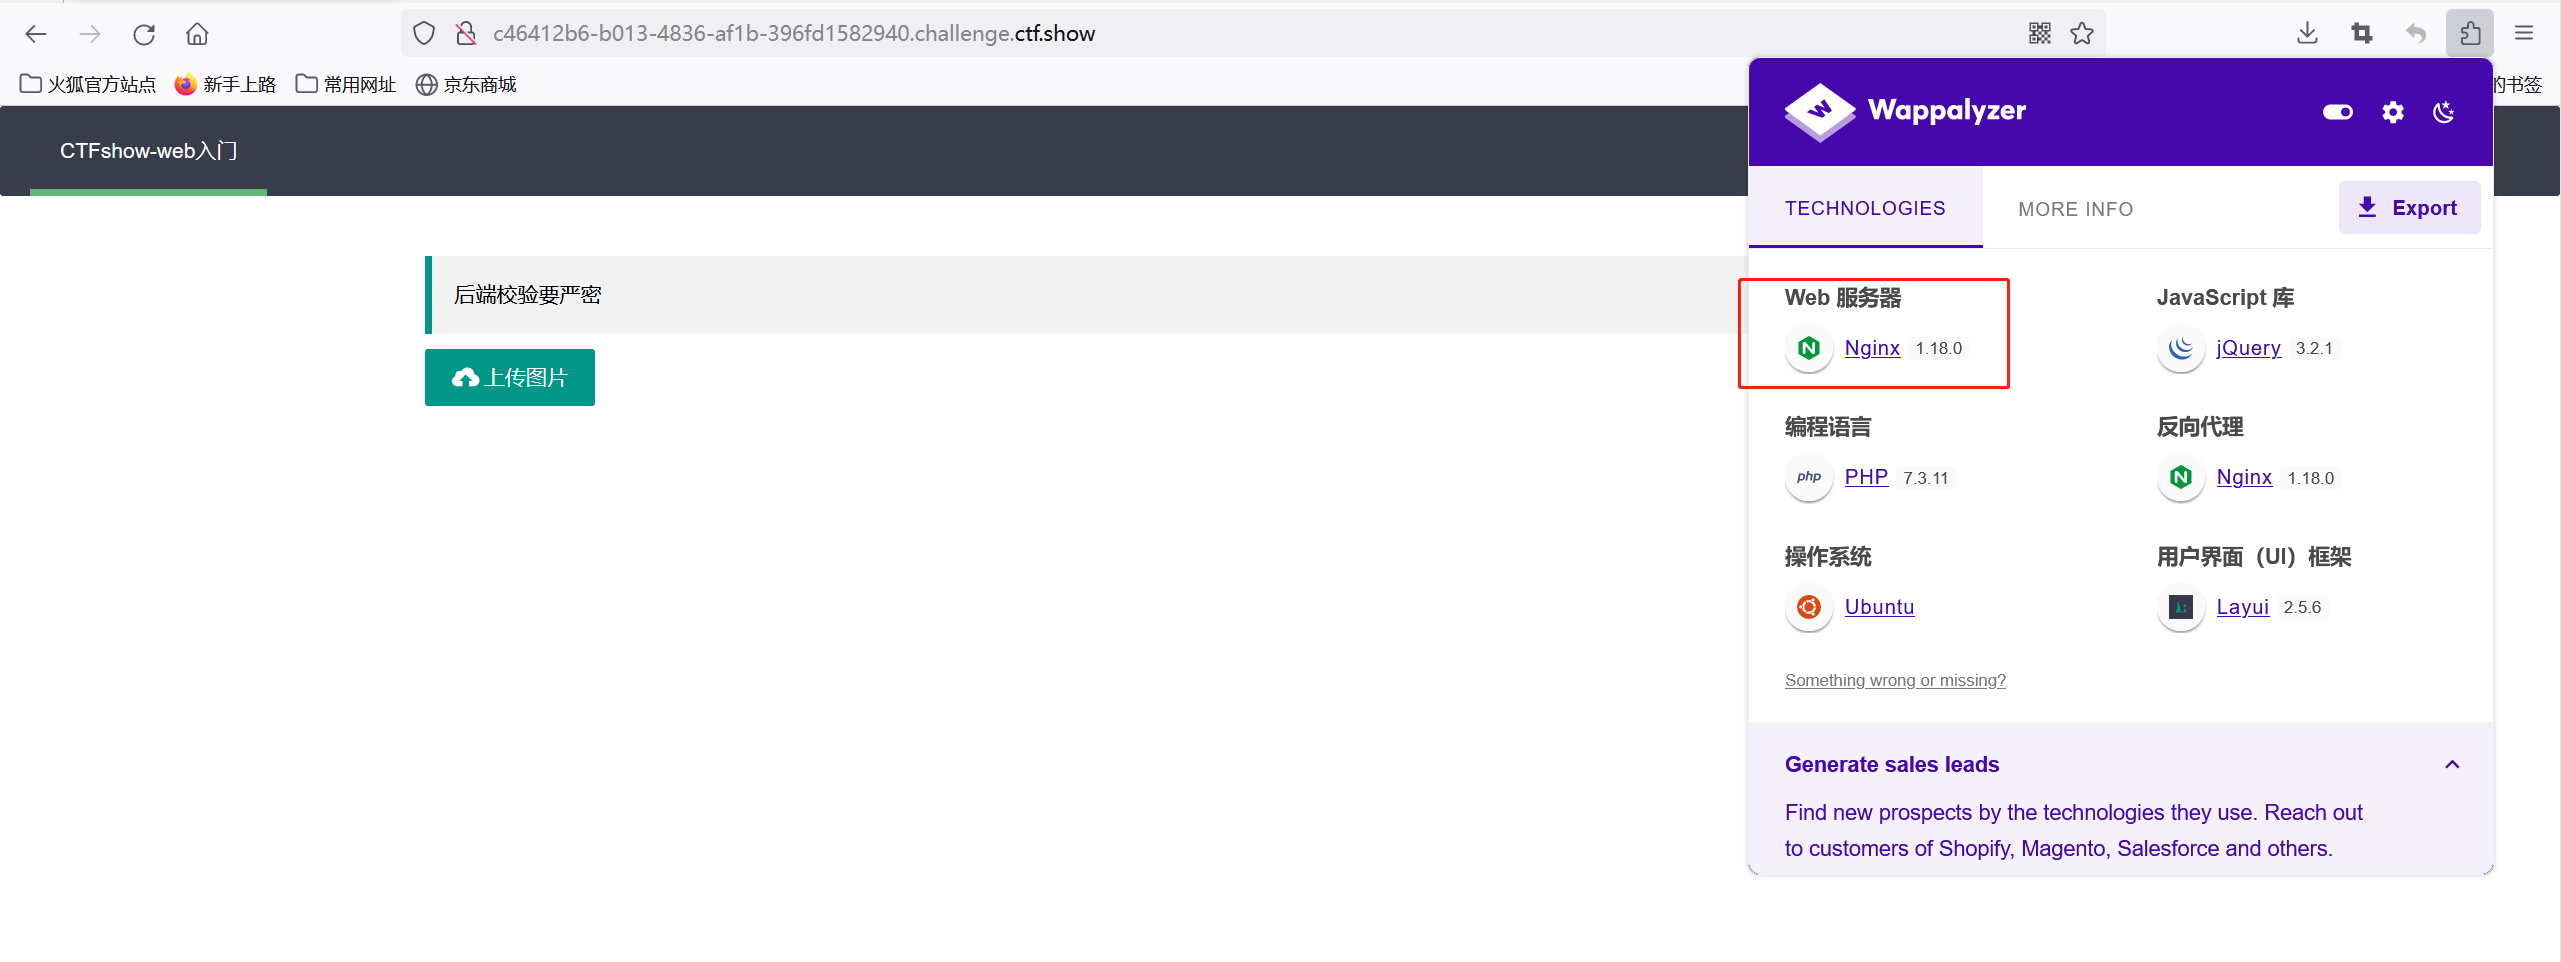 c46412b6-b013-4836-af1b-396fd1582940.challenge.ctf.show
火狐官方站点 新手上路 常用网址 京东商城 的书签
CTFshow-web入门
后端校验要严密
上传图片
Wappalyzer
TECHNOLOGIES MORE INFO Export
Web 服务器 JavaScript 库
Nginx 1.18.0 jQuery 3.2.1
编程语言 反向代理
php PHP 7.3.11 Nginx 1.18.0
操作系统 用户界面（UI）框架
Ubuntu Layui 2.5.6
Something wrong or missing?
Generate sales leads
Find new prospects by the technologies they use. Reach out
to customers of Shopify, Magento, Salesforce and others.